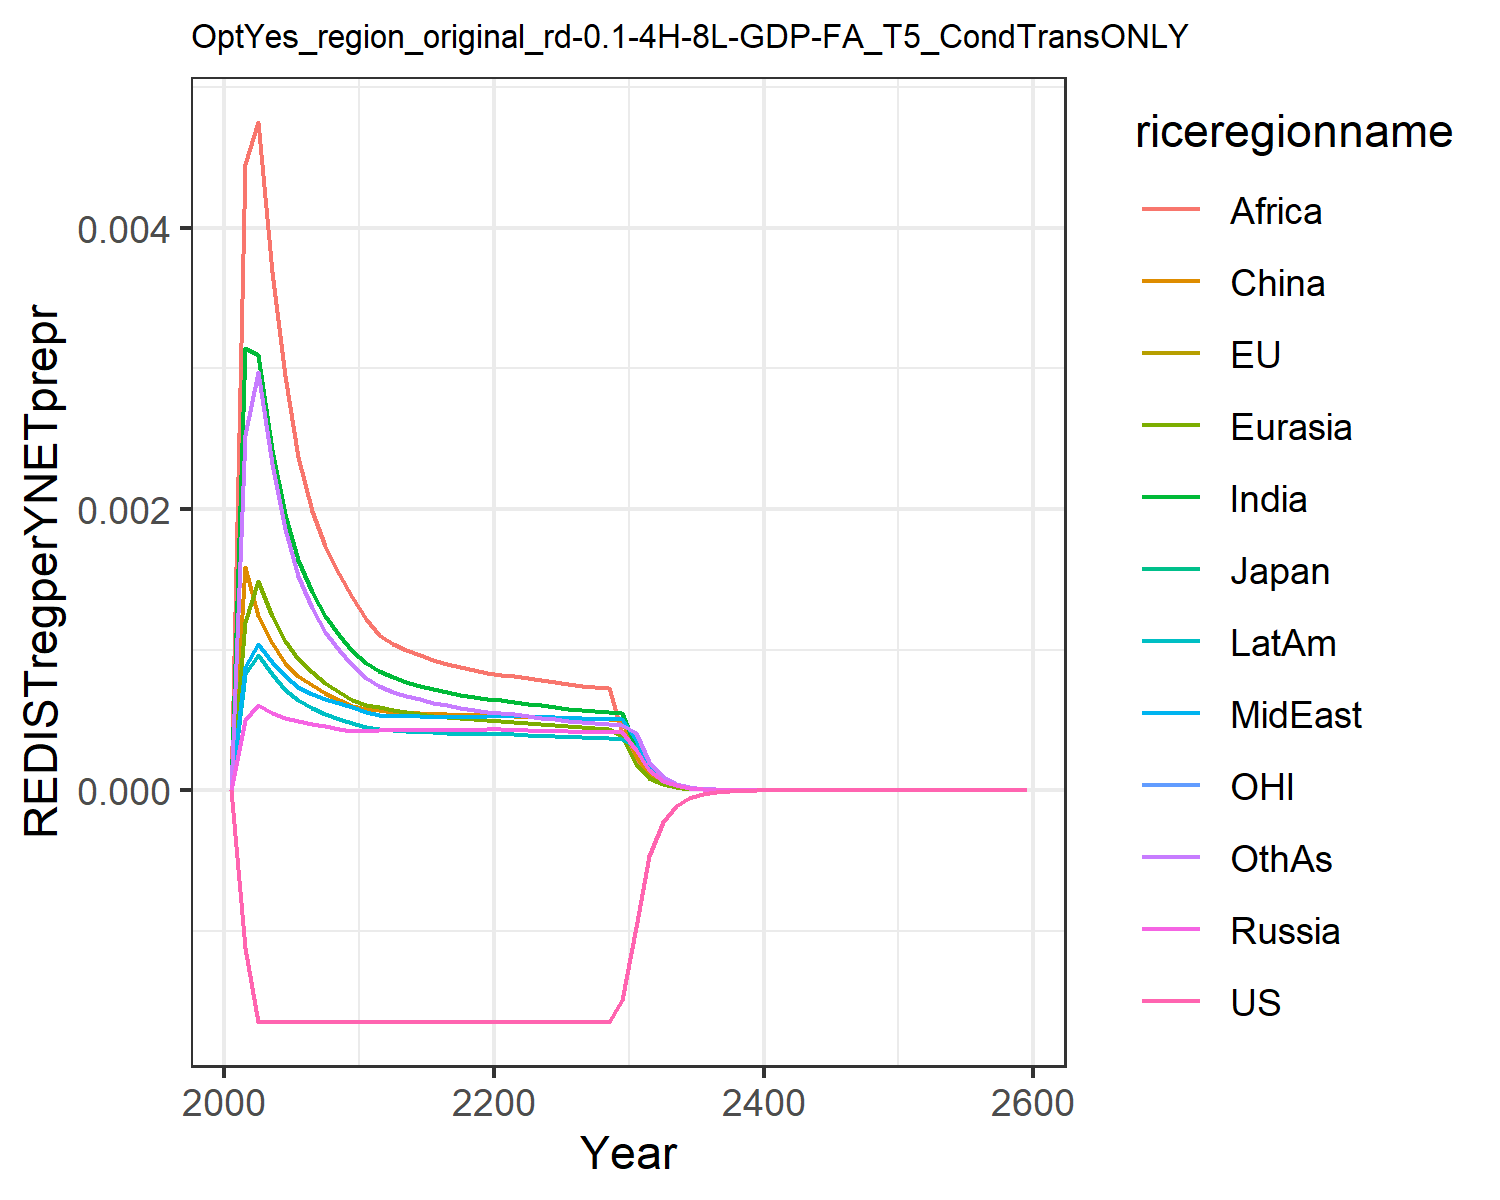 OptYes_region_original_rd-0.1-4H-8L-GDP-FA_T5_CondTransONLY
REDISTregperYNETprepr
0.004
0.002
0.000
2000
2200
2400
2600
Year
riceregionname
Africa
China
EU
Eurasia
India
Japan
LatAm
MidEast
OHI
OthAs
Russia
US